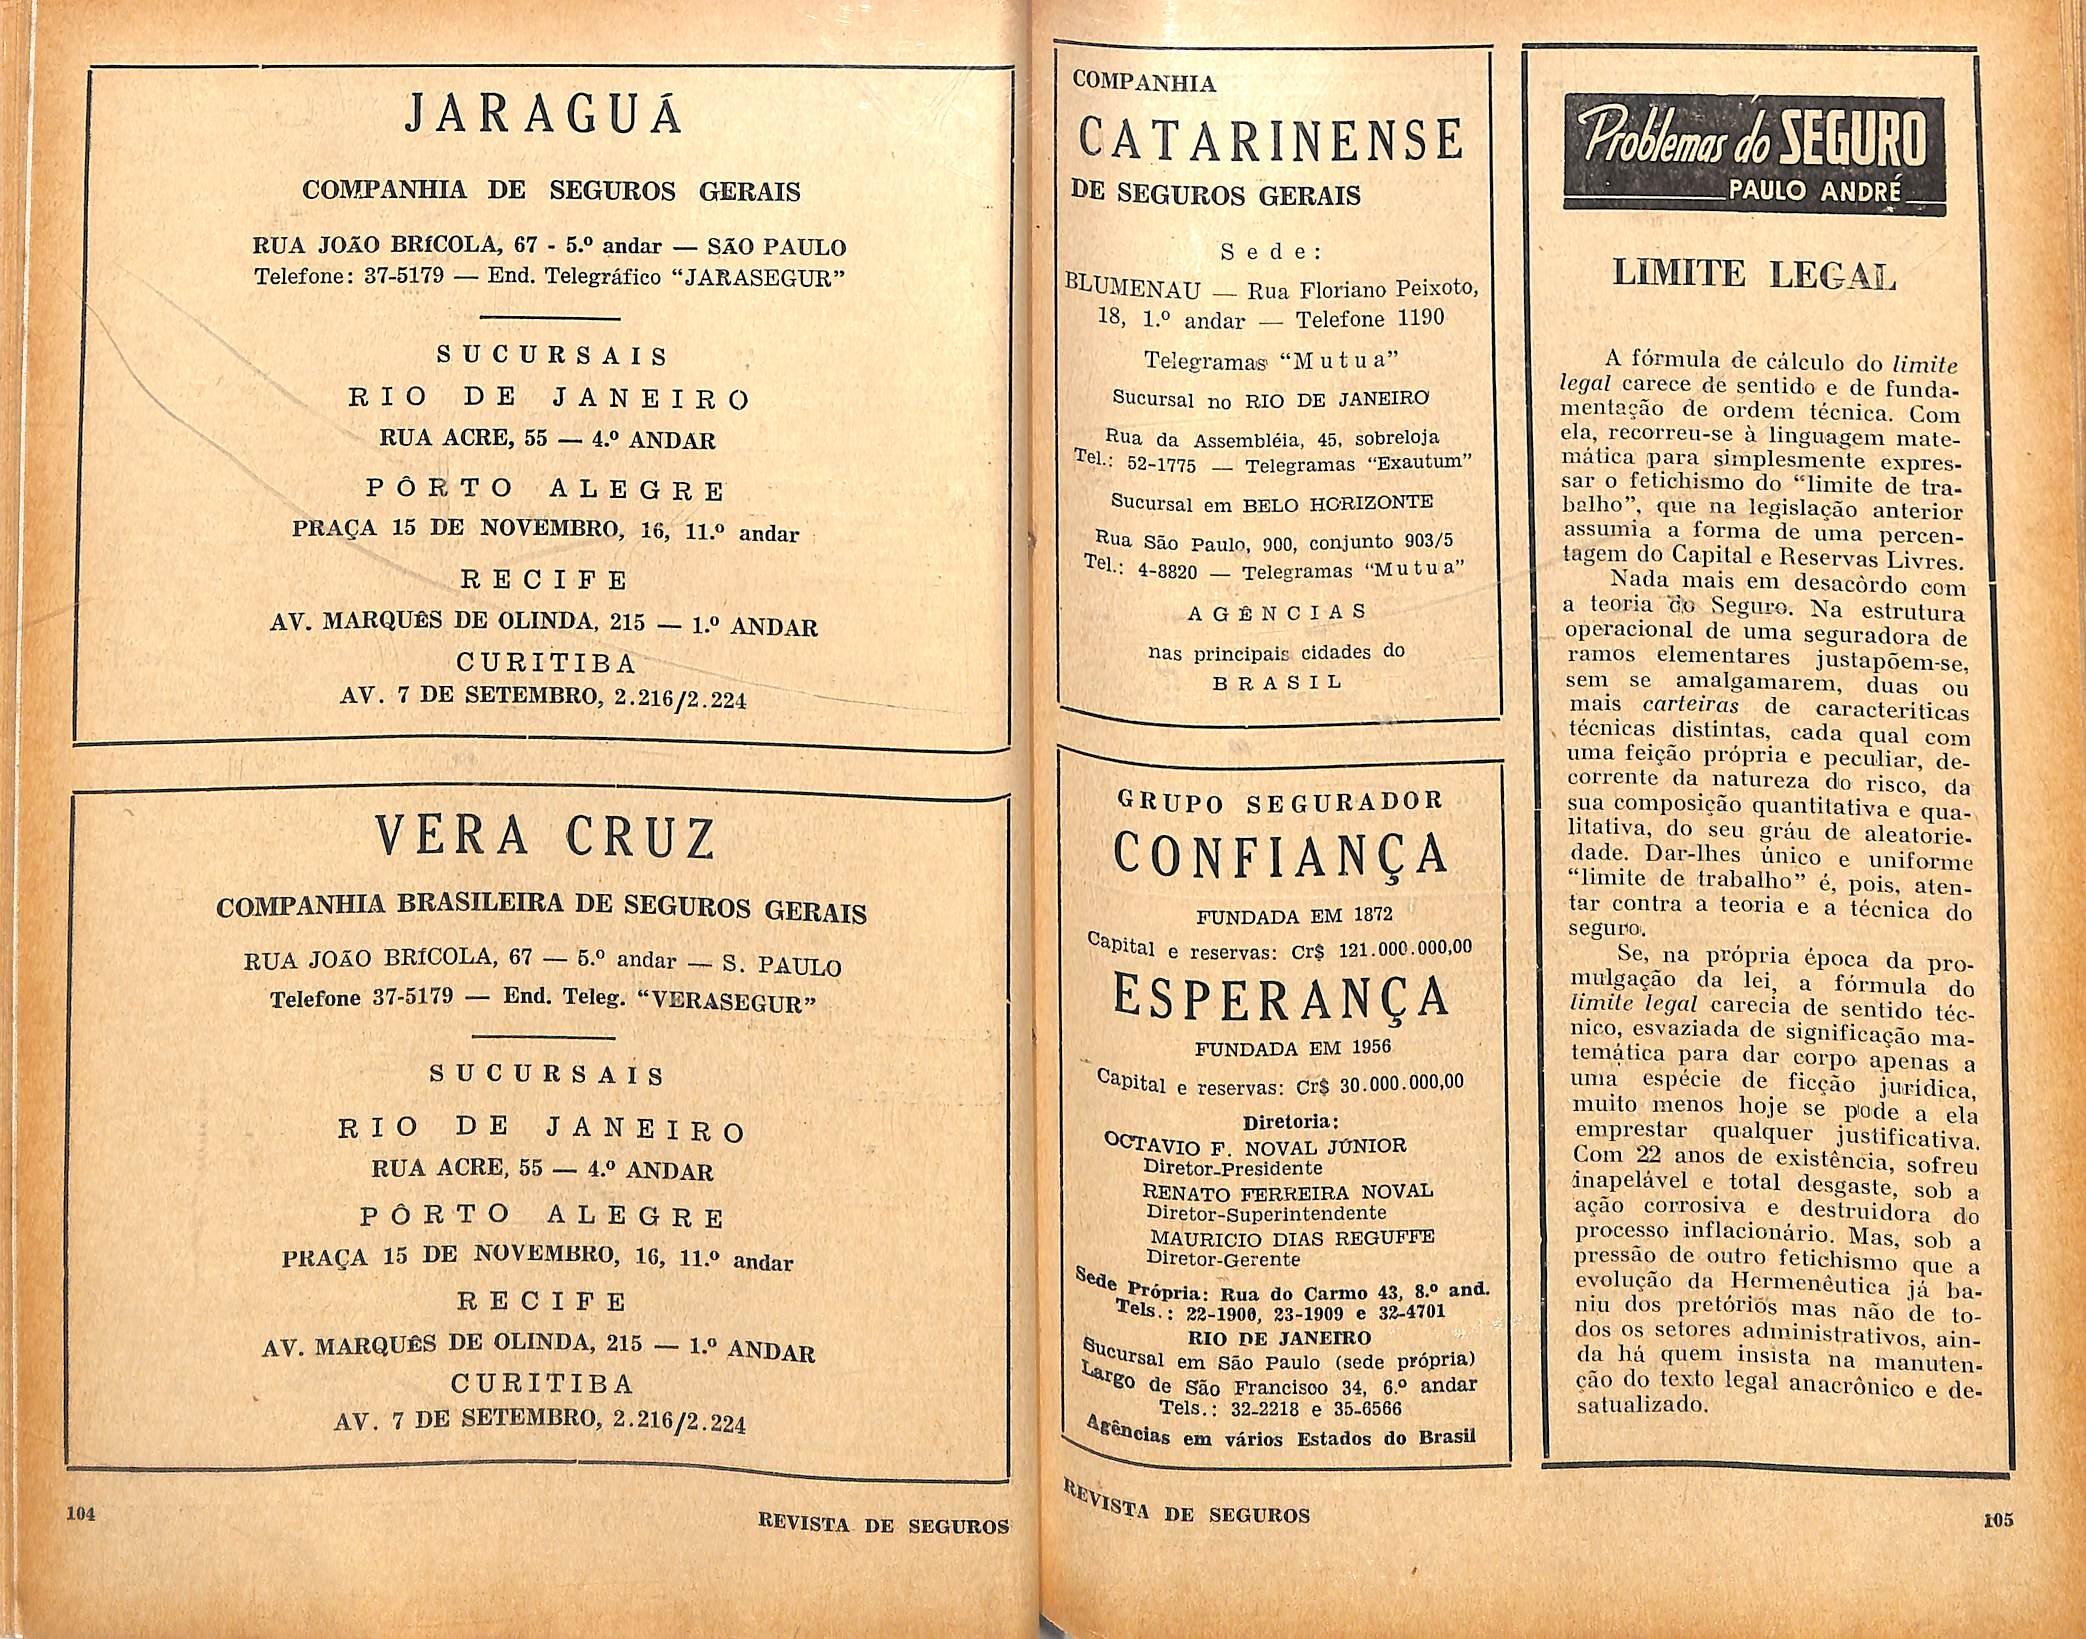 JARAGUÁ
COMPANHIA DE SEGUROS GERAIS
RUA JOÃO BRÍCOLA, 67 - 5.º andar — SÃO PAULO
Telefone: 37-5179 — End. Telegráfico “JARASEGUR”
SUCURSAIS
RIO DE JANEIRO
RUA ACRE, 55 — 4.º ANDAR
PÔRTO ALEGRE
PRAÇA 15 DE NOVEMBRO, 16, 11.º andar
RECIFE
AV. MARQUÊS DE OLINDA, 215 — 1.º ANDAR
CURITIBA
AV. 7 DE SETEMBRO, 2.216/2.224
VERA CRUZ
COMPANHIA BRASILEIRA DE SEGUROS GERAIS
RUA JOÃO BRÍCOLA, 67 — 5.º andar — S. PAULO
Telefone 37-5179 — End. Teleg. “VERASEGUR”
SUCURSAIS
RIO DE JANEIRO
RUA ACRE, 55 — 4.º ANDAR
PÔRTO ALEGRE
PRAÇA 15 DE NOVEMBRO, 16, 11.º andar
RECIFE
AV. MARQUÊS DE OLINDA, 215 — 1.º ANDAR
CURITIBA
AV. 7 DE SETEMBRO, 2.216/2.224
104
REVISTA DE SEGUROS
COMPANHIA
CATARINENSE
DE SEGUROS GERAIS
Sede:
BLUMENAU — Rua Floriano Peixoto,
18, 1.º andar — Telefone 1190
Telegramas “Mutua”
Sucursal no RIO DE JANEIRO
Rua da Assembléia, 45, sobreloja
Tel.: 52-1775 — Telegramas “Exautum”
Sucursal em BELO HORIZONTE
Rua São Paulo, 900, conjunto 903/5
Tel.: 4-8820 — Telegramas “Mutua”
AGÊNCIAS
nas principais cidades do
BRASIL
GRUPO SEGURADOR
CONFIANÇA
FUNDADA EM 1872
Capital e reservas: Cr$ 121.000.000,00
ESPERANÇA
FUNDADA EM 1956
Capital e reservas: Cr$ 30.000.000,00
Diretoria:
OCTAVIO F. NOVAL JÚNIOR
Diretor-Presidente
RENATO FERREIRA NOVAL
Diretor-Superintendente
MAURICIO DIAS REGUFFE
Diretor-Gerente
Sede Própria: Rua do Carmo 43, 8.º and.
Tels.: 22-1900, 23-1909 e 32-4701
RIO DE JANEIRO
Sucursal em São Paulo (sede própria)
Largo de São Francisco 34, 6.º andar
Tels.: 32-2218 e 35-6566
Agências em vários Estados do Brasil
REVISTA DE SEGUROS
Problemas do SEGURO
PAULO ANDRÉ
LIMITE LEGAL
A fórmula de cálculo do limite
legal carece de sentido e de funda-
mentação de ordem técnica. Com
ela, recorreu-se à linguagem mate-
mática para simplesmente expres-
sar o fetichismo do “limite de tra-
balho”, que na legislação anterior
assumia a forma de uma percen-
tagem do Capital e Reservas Livres.
Nada mais em desacôrdo com
a teoria do Seguro. Na estrutura
operacional de uma seguradora de
ramos elementares justapõem-se,
sem se amalgamarem, duas ou
mais carteiras de caracteríticas
técnicas distintas, cada qual com
uma feição própria e peculiar, de-
corrente da natureza do risco, da
sua composição quantitativa e qua-
litativa, do seu gráu de aleatorie-
dade. Dar-lhes único e uniforme
“limite de trabalho” é, pois, aten-
tar contra a teoria e a técnica do
seguro.
Se, na própria época da pro-
mulgação da lei, a fórmula do
limite legal carecia de sentido téc-
nico, esvaziada de significação ma-
temática para dar corpo apenas a
uma espécie de ficção jurídica,
muito menos hoje se pode a ela
emprestar qualquer justificativa.
Com 22 anos de existência, sofreu
inapelável e total desgaste, sob a
ação corrosiva e destruidora do
processo inflacionário. Mas, sob a
pressão de outro fetichismo que a
evolução da Hermenêutica já ba-
niu dos pretórios mas não de to-
dos os setores administrativos, ain-
da há quem insista na manuten-
ção do texto legal anacrônico e de-
satualizado.
105